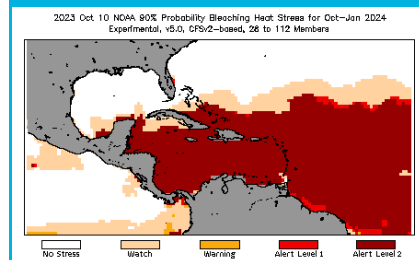 2023 Oct 10 NOAA 90% Probability Bleaching Heat Stress for Oct-Jan 2024
Experimental, v5.0, CFSv2-based, 28 to 112 Members
No Stress Watch Warning Alert Level 1 Alert Level 2